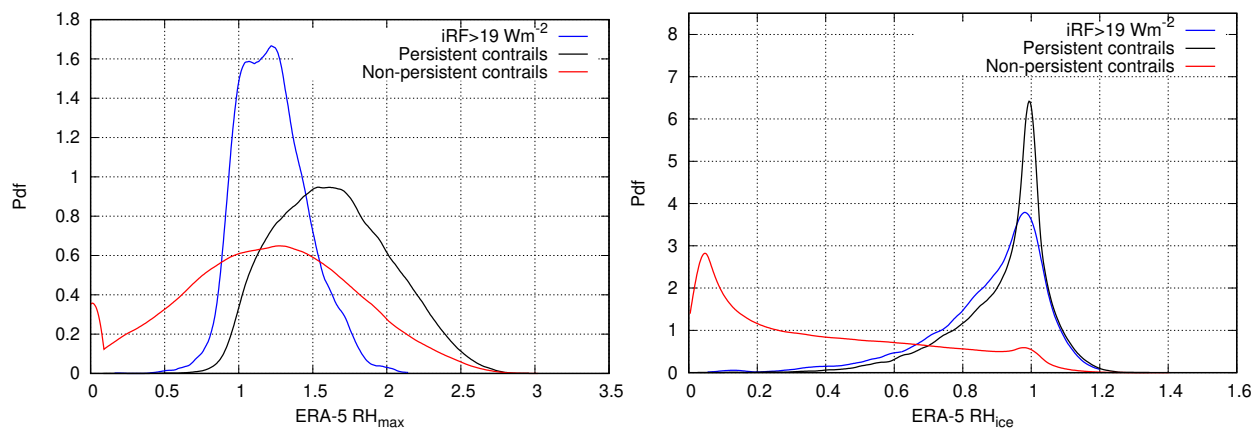 iRF>19 Wm-2
Persistent contrails
Non-persistent contrails
Pdf
1.8
1.6
1.4
1.2
1
0.8
0.6
0.4
0.2
0
0 0.5 1 1.5 2 2.5 3 3.5
ERA-5 RHmax
iRF>19 Wm-2
Persistent contrails
Non-persistent contrails
Pdf
8
7
6
5
4
3
2
1
0
0 0.2 0.4 0.6 0.8 1.0 1.2 1.4 1.6
ERA-5 RHice